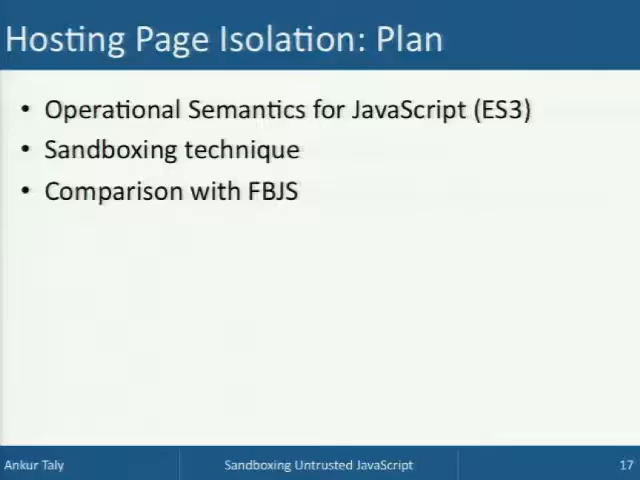 Hosting Page Isolation: Plan
• Operational Semantics for JavaScript (ES3)
• Sandboxing technique
• Comparison with FBJS
Ankur Taly
Sandboxing Untrusted JavaScript
17